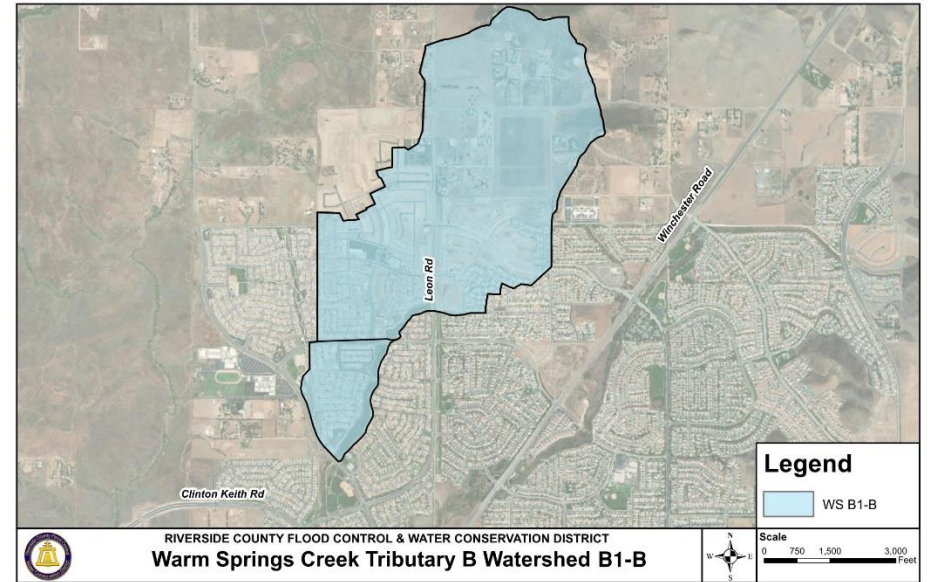 Winchester Road
Leon Rd
Clinton Keith Rd
Legend
WS B1-B
RIVERSIDE COUNTY FLOOD CONTROL & WATER CONSERVATION DISTRICT
Warm Springs Creek Tributary B Watershed B1-B
N
W E
S
Scale
0 750 1,500 3,000
Feet